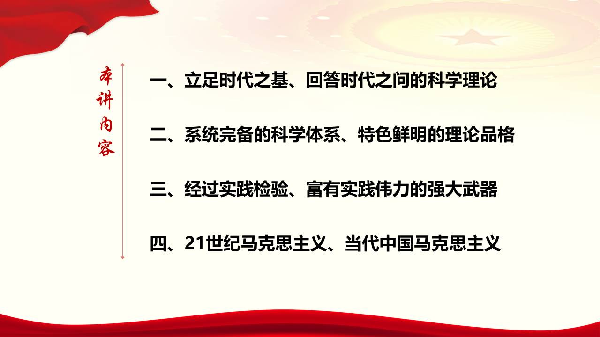 本讲内容
一、立足时代之基、回答时代之问的科学理论
二、系统完备的科学体系、特色鲜明的理论品格
三、经过实践检验、富有实践伟力的强大武器
四、21世纪马克思主义、当代中国马克思主义